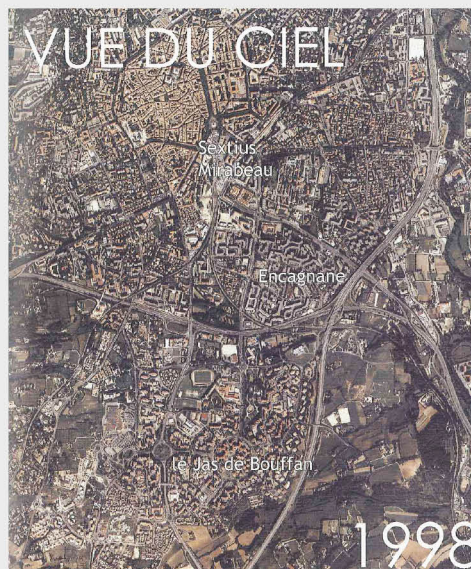 VUE DU CIEL
Sextius
Mirabeau
Encagnane
le Jas de Bouffan
1998